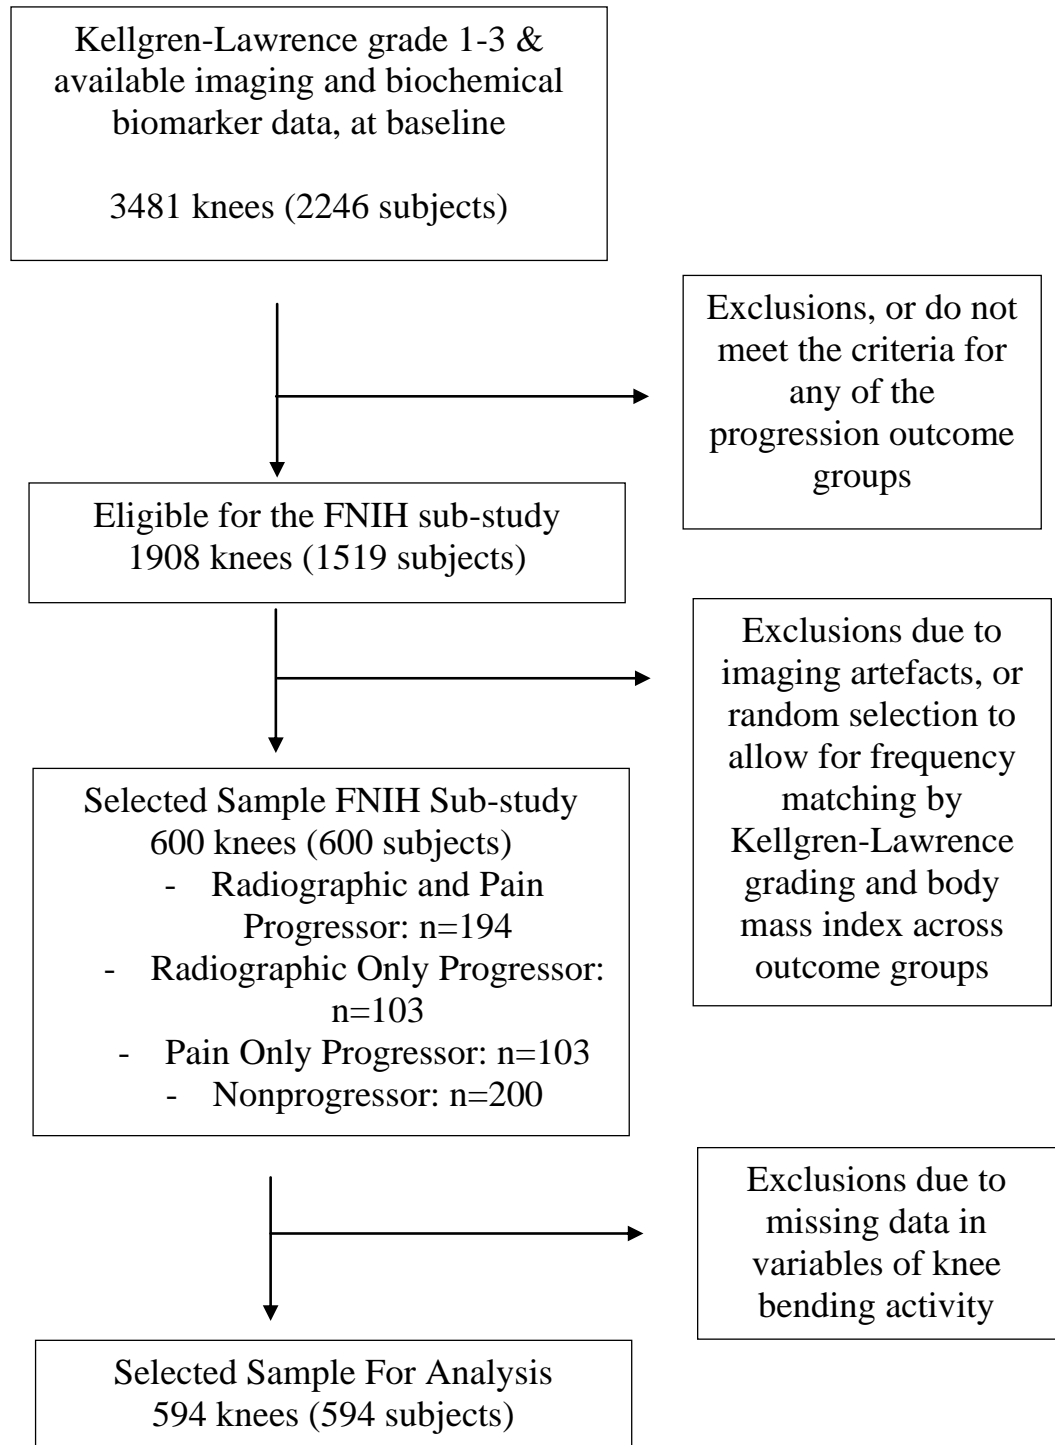 Kellgren-Lawrence grade 1-3 &
available imaging and biochemical
biomarker data, at baseline
3481 knees (2246 subjects)
Exclusions, or do not
meet the criteria for
any of the
progression outcome
groups
Eligible for the FNIH sub-study
1908 knees (1519 subjects)
Exclusions due to
imaging artefacts, or
random selection to
allow for frequency
matching by
Kellgren-Lawrence
grading and body
mass index across
outcome groups
Selected Sample FNIH Sub-study
600 knees (600 subjects)
- Radiographic and Pain
Progressor: n=194
- Radiographic Only Progressor:
n=103
- Pain Only Progressor: n=103
- Nonprogressor: n=200
Exclusions due to
missing data in
variables of knee
bending activity
Selected Sample For Analysis
594 knees (594 subjects)